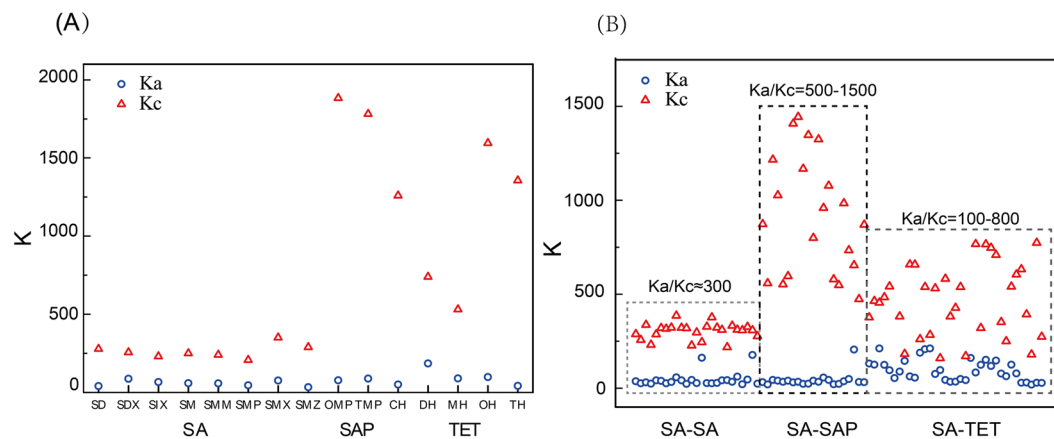 (A)
2000
1500
1000
500
0
K
Ka
Kc
SD SDX SIX SM SMM SMP SMX SMZ OMP TMP CH DH MH OH TH
SA SAP TET
(B)
1500
1000
500
0
K
Ka
Kc
Ka/Kc=500-1500
Ka/Kc=100-800
Ka/Kc≈300
SA-SA SA-SAP SA-TET